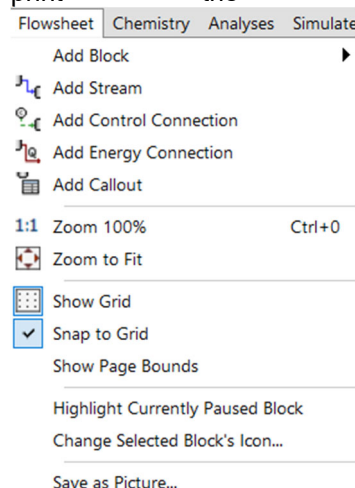 print the
Flowsheet Chemistry Analyses Simulate
Add Block
Add Stream
Add Control Connection
Add Energy Connection
Add Callout
1:1 Zoom 100% Ctrl+0
Zoom to Fit
Show Grid
Snap to Grid
Show Page Bounds
Highlight Currently Paused Block
Change Selected Block's Icon...
Save as Picture...